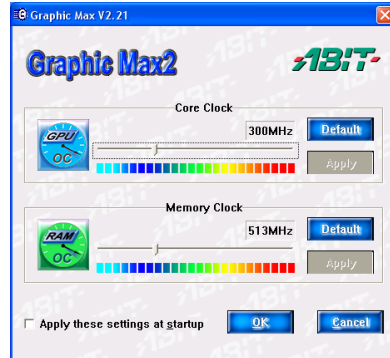 Graphic Max V2.21
Graphic Max2
ABIT
Core Clock
GPU
OC
300MHz
Default
Apply
Memory Clock
RAM
OC
513MHz
Default
Apply
Apply these settings at startup
OK
Cancel